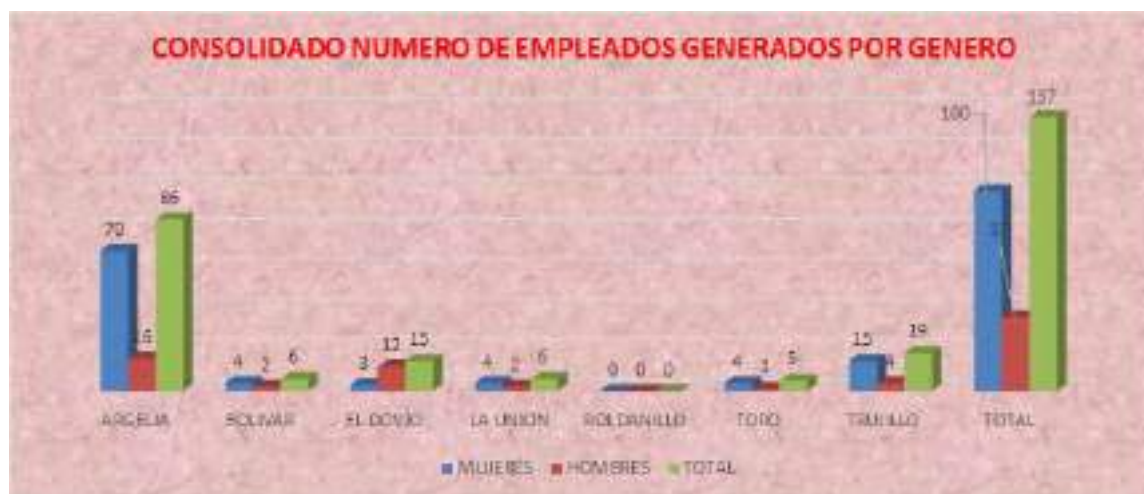 CONSOLIDADO NUMERO DE EMPLEADOS GENERADOS POR GENERO
70 16 86
4 2 6
3 12 15
4 2 6
0 0 0
4 1 5
15 4 19
100 137
ARGELIA BOLIVAR EL DOVIO LA UNION ROLDANILLO TORO TRUJILLO TOTAL
MUJERES HOMBRES TOTAL